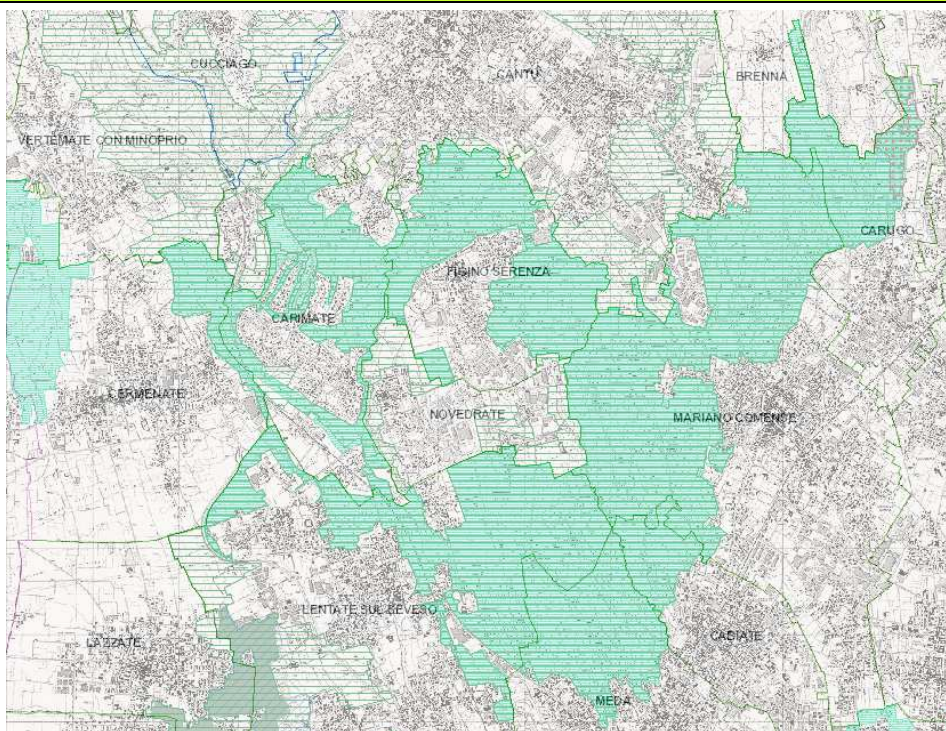 CUCCIAGO
CANTU'
BRENNA
VERTEMATE CON MINOPRIO
CARUGO
FIGINO SERENZA
CARIMATE
CERMENATE
NOVEDRATE
MARIANO COMENSE
LENTATE SUL SEVESO
LAZZATE
CABIATE
MEDA